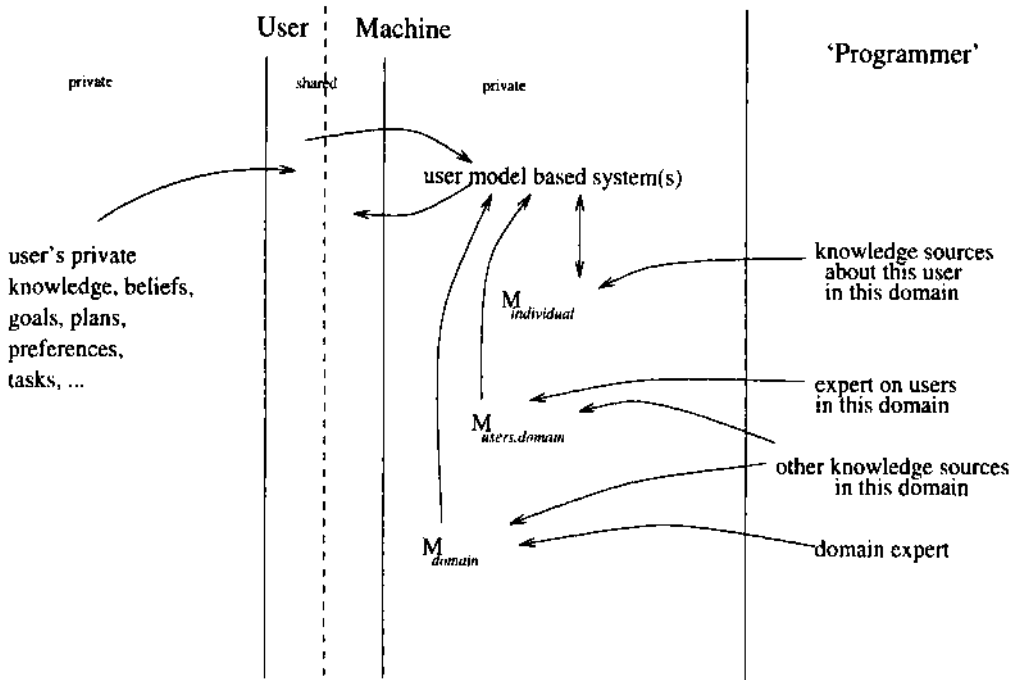 User
Machine
'Programmer'
private
shared
private
user model based system(s)
user's private
knowledge, beliefs,
goals, plans,
preferences,
tasks, ...
knowledge sources
about this user
in this domain
M individual
expert on users
in this domain
M users.domain
other knowledge sources
in this domain
M domain
domain expert